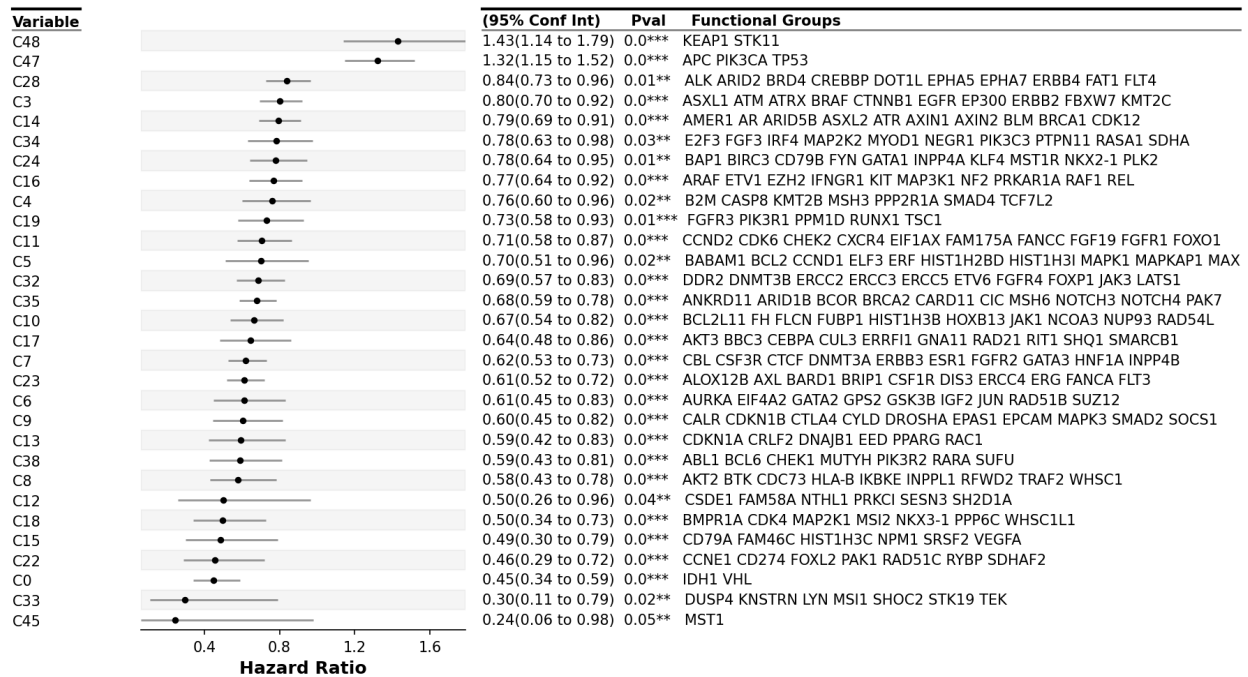 Variable (95% Conf Int) Pval Functional Groups
C48 1.43(1.14 to 1.79) 0.0*** KEAP1 STK11
C47 1.32(1.15 to 1.52) 0.0*** APC PIK3CA TP53
C28 0.84(0.73 to 0.96) 0.01** ALK ARID2 BRD4 CREBBP DOT1L EPHA5 EPHA7 ERBB4 FAT1 FLT4
C3 0.80(0.70 to 0.92) 0.0*** ASXL1 ATM ATRX BRAF CTNNB1 EGFR EP300 ERBB2 FBXW7 KMT2C
C14 0.79(0.69 to 0.91) 0.0*** AMER1 AR ARID5B ASXL2 ATR AXIN1 AXIN2 BLM BRCA1 CDK12
C34 0.78(0.63 to 0.98) 0.03** E2F3 FGF3 IRF4 MAP2K2 MYOD1 NEGR1 PIK3C3 PTPN11 RASA1 SDHA
C24 0.78(0.64 to 0.95) 0.01** BAP1 BIRC3 CD79B FYN GATA1 INPP4A KLF4 MST1R NKX2-1 PLK2
C16 0.77(0.64 to 0.92) 0.0*** ARAF ETV1 EZH2 IFNGR1 KIT MAP3K1 NF2 PRKAR1A RAF1 REL
C4 0.76(0.60 to 0.96) 0.02** B2M CASP8 KMT2B MSH3 PPP2R1A SMAD4 TCF7L2
C19 0.73(0.58 to 0.93) 0.01*** FGFR3 PIK3R1 PPM1D RUNX1 TSC1
C11 0.71(0.58 to 0.87) 0.0*** CCND2 CDK6 CHEK2 CXCR4 EIF1AX FAM175A FANCC FGF19 FGFR1 FOXO1
C5 0.70(0.51 to 0.96) 0.02** BABAM1 BCL2 CCND1 ELF3 ERF HIST1H2BD HIST1H3I MAPK1 MAPKAP1 MAX
C32 0.69(0.57 to 0.83) 0.0*** DDR2 DNMT3B ERCC2 ERCC3 ERCC5 ETV6 FGFR4 FOXP1 JAK3 LATS1
C35 0.68(0.59 to 0.78) 0.0*** ANKRD11 ARID1B BCOR BRCA2 CARD11 CIC MSH6 NOTCH3 NOTCH4 PAK7
C10 0.67(0.54 to 0.82) 0.0*** BCL2L11 FH FLCN FUBP1 HIST1H3B HOXB13 JAK1 NCOA3 NUP93 RAD54L
C17 0.64(0.48 to 0.86) 0.0*** AKT3 BBC3 CEBPA CUL3 ERRFI1 GNA11 RAD21 RIT1 SHQ1 SMARCB1
C7 0.62(0.53 to 0.73) 0.0*** CBL CSF3R CTCF DNMT3A ERBB3 ESR1 FGFR2 GATA3 HNF1A INPP4B
C23 0.61(0.52 to 0.72) 0.0*** ALOX12B AXL BARD1 BRIP1 CSF1R DIS3 ERCC4 ERG FANCA FLT3
C6 0.61(0.45 to 0.83) 0.0*** AURKA EIF4A2 GATA2 GPS2 GSK3B IGF2 JUN RAD51B SUZ12
C9 0.60(0.45 to 0.82) 0.0*** CALR CDKN1B CTLA4 CYLD DROSHA EPAS1 EPCAM MAPK3 SMAD2 SOCS1
C13 0.59(0.42 to 0.83) 0.0*** CDKN1A CRLF2 DNAJB1 EED PPARG RAC1
C38 0.59(0.43 to 0.81) 0.0*** ABL1 BCL6 CHEK1 MUTYH PIK3R2 RARA SUFU
C8 0.58(0.43 to 0.78) 0.0*** AKT2 BTK CDC73 HLA-B IKBKE INPPL1 RFWD2 TRAF2 WHSC1
C12 0.50(0.26 to 0.96) 0.04** CSDE1 FAM58A NTHL1 PRKCI SESN3 SH2D1A
C18 0.50(0.34 to 0.73) 0.0*** BMPR1A CDK4 MAP2K1 MSI2 NKX3-1 PPP6C WHSC1L1
C15 0.49(0.30 to 0.79) 0.0*** CD79A FAM46C HIST1H3C NPM1 SRSF2 VEGFA
C22 0.46(0.29 to 0.72) 0.0*** CCNE1 CD274 FOXL2 PAK1 RAD51C RYBP SDHAF2
C0 0.45(0.34 to 0.59) 0.0*** IDH1 VHL
C33 0.30(0.11 to 0.79) 0.02** DUSP4 KNSTRN LYN MSI1 SHOC2 STK19 TEK
C45 0.24(0.06 to 0.98) 0.05** MST1
0.4 0.8 1.2 1.6
Hazard Ratio